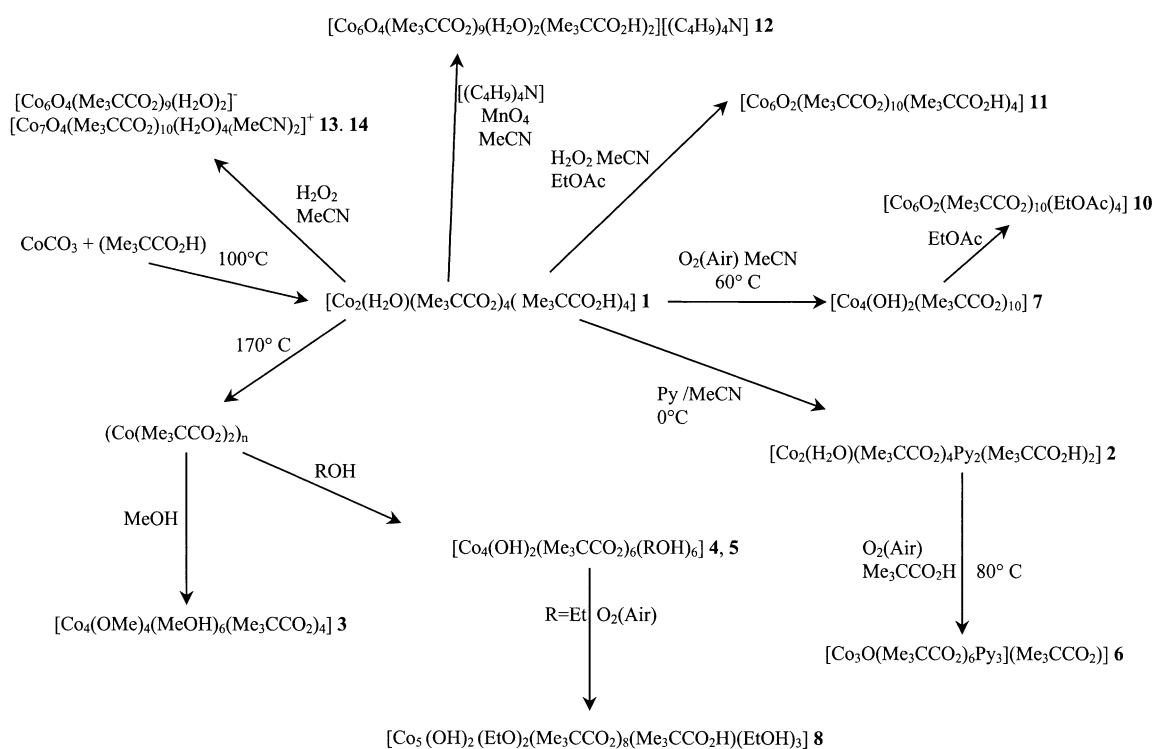 [Co₆O₄(Me₃CCO₂)₉(H₂O)₂(Me₃CCO₂H)₂][(C₄H₉)₄N] 12
[Co₆O₄(Me₃CCO₂)₉(H₂O)₂]⁻
[Co₇O₄(Me₃CCO₂)₁₀(H₂O)₄(MeCN)₂]⁺ 13. 14
[(C₄H₉)₄N]
MnO₄
MeCN
[Co₆O₂(Me₃CCO₂)₁₀(Me₃CCO₂H)₄] 11
H₂O₂ MeCN
EtOAc
H₂O₂
MeCN
[Co₆O₂(Me₃CCO₂)₁₀(EtOAc)₄] 10
EtOAc
CoCO₃ + (Me₃CCO₂H)
100°C
O₂(Air) MeCN
60° C
[Co₂(H₂O)(Me₃CCO₂)₄( Me₃CCO₂H)₄] 1
[Co₄(OH)₂(Me₃CCO₂)₁₀] 7
170° C
Py /MeCN
0°C
(Co(Me₃CCO₂)₂)ₙ
[Co₂(H₂O)(Me₃CCO₂)₄Py₂(Me₃CCO₂H)₂] 2
ROH
MeOH
[Co₄(OH)₂(Me₃CCO₂)₆(ROH)₆] 4, 5
O₂(Air)
Me₃CCO₂H
80° C
R=Et O₂(Air)
[Co₄(OMe)₄(MeOH)₆(Me₃CCO₂)₄] 3
[Co₃O(Me₃CCO₂)₆Py₃](Me₃CCO₂)] 6
[Co₅ (OH)₂ (EtO)₂(Me₃CCO₂)₈(Me₃CCO₂H)(EtOH)₃] 8